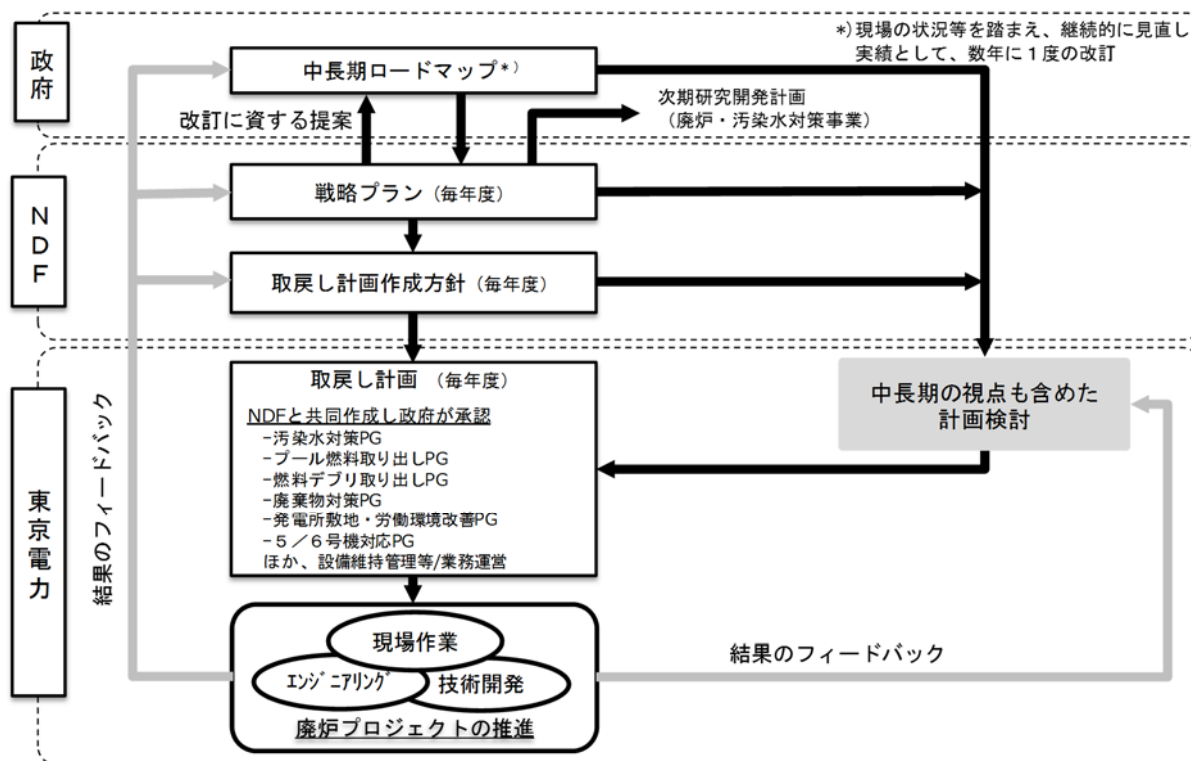 政府
*)現場の状況等を踏まえ、継続的に見直し
実績として、数年に1度の改訂
中長期ロードマップ*)
改訂に資する提案
次期研究開発計画
(廃炉・汚染水対策事業)
NDF
戦略プラン(毎年度)
取戻し計画作成方針(毎年度)
東京電力
結果のフィードバック
取戻し計画 (毎年度)
NDFと共同作成し政府が承認
-汚染水対策PG
-プール燃料取り出しPG
-燃料デブリ取り出しPG
-廃棄物対策PG
-発電所敷地・労働環境改善PG
-5/6号機対応PG
ほか、設備維持管理等/業務運営
中長期の視点も含めた
計画検討
現場作業
エンジニアリング
技術開発
廃炉プロジェクトの推進
結果のフィードバック